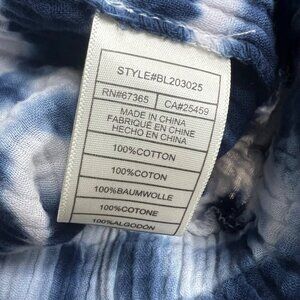 STYLE#BL203025
RN#67365 CA#25459
MADE IN CHINA
FABRIQUÉ EN CHINE
HECHO EN CHINA
100%COTTON
100%COTON
100%BAUMWOLLE
100%COTONE
100%ALGODÓN